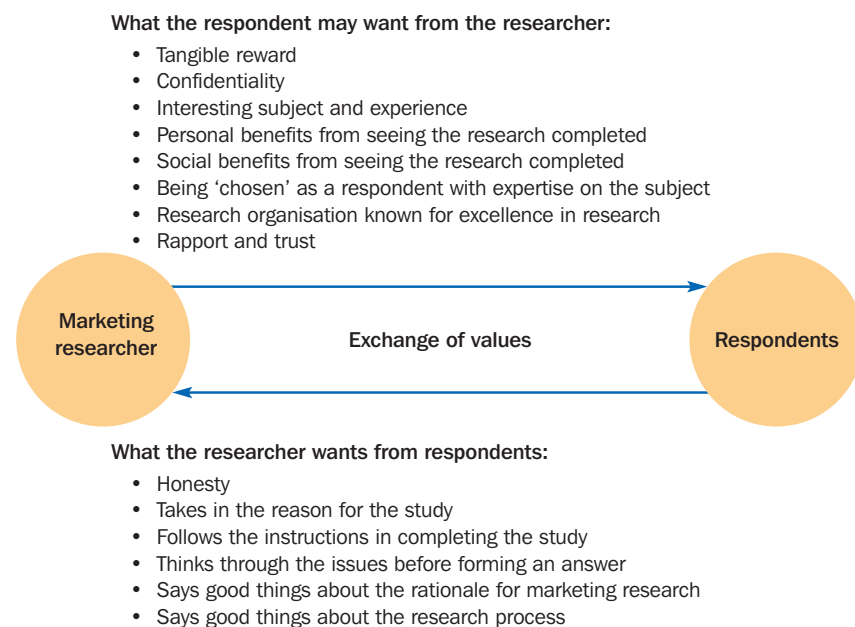 What the respondent may want from the researcher:
• Tangible reward
• Confidentiality
• Interesting subject and experience
• Personal benefits from seeing the research completed
• Social benefits from seeing the research completed
• Being ‘chosen’ as a respondent with expertise on the subject
• Research organisation known for excellence in research
• Rapport and trust
Marketing
researcher
Exchange of values
Respondents
What the researcher wants from respondents:
• Honesty
• Takes in the reason for the study
• Follows the instructions in completing the study
• Thinks through the issues before forming an answer
• Says good things about the rationale for marketing research
• Says good things about the research process